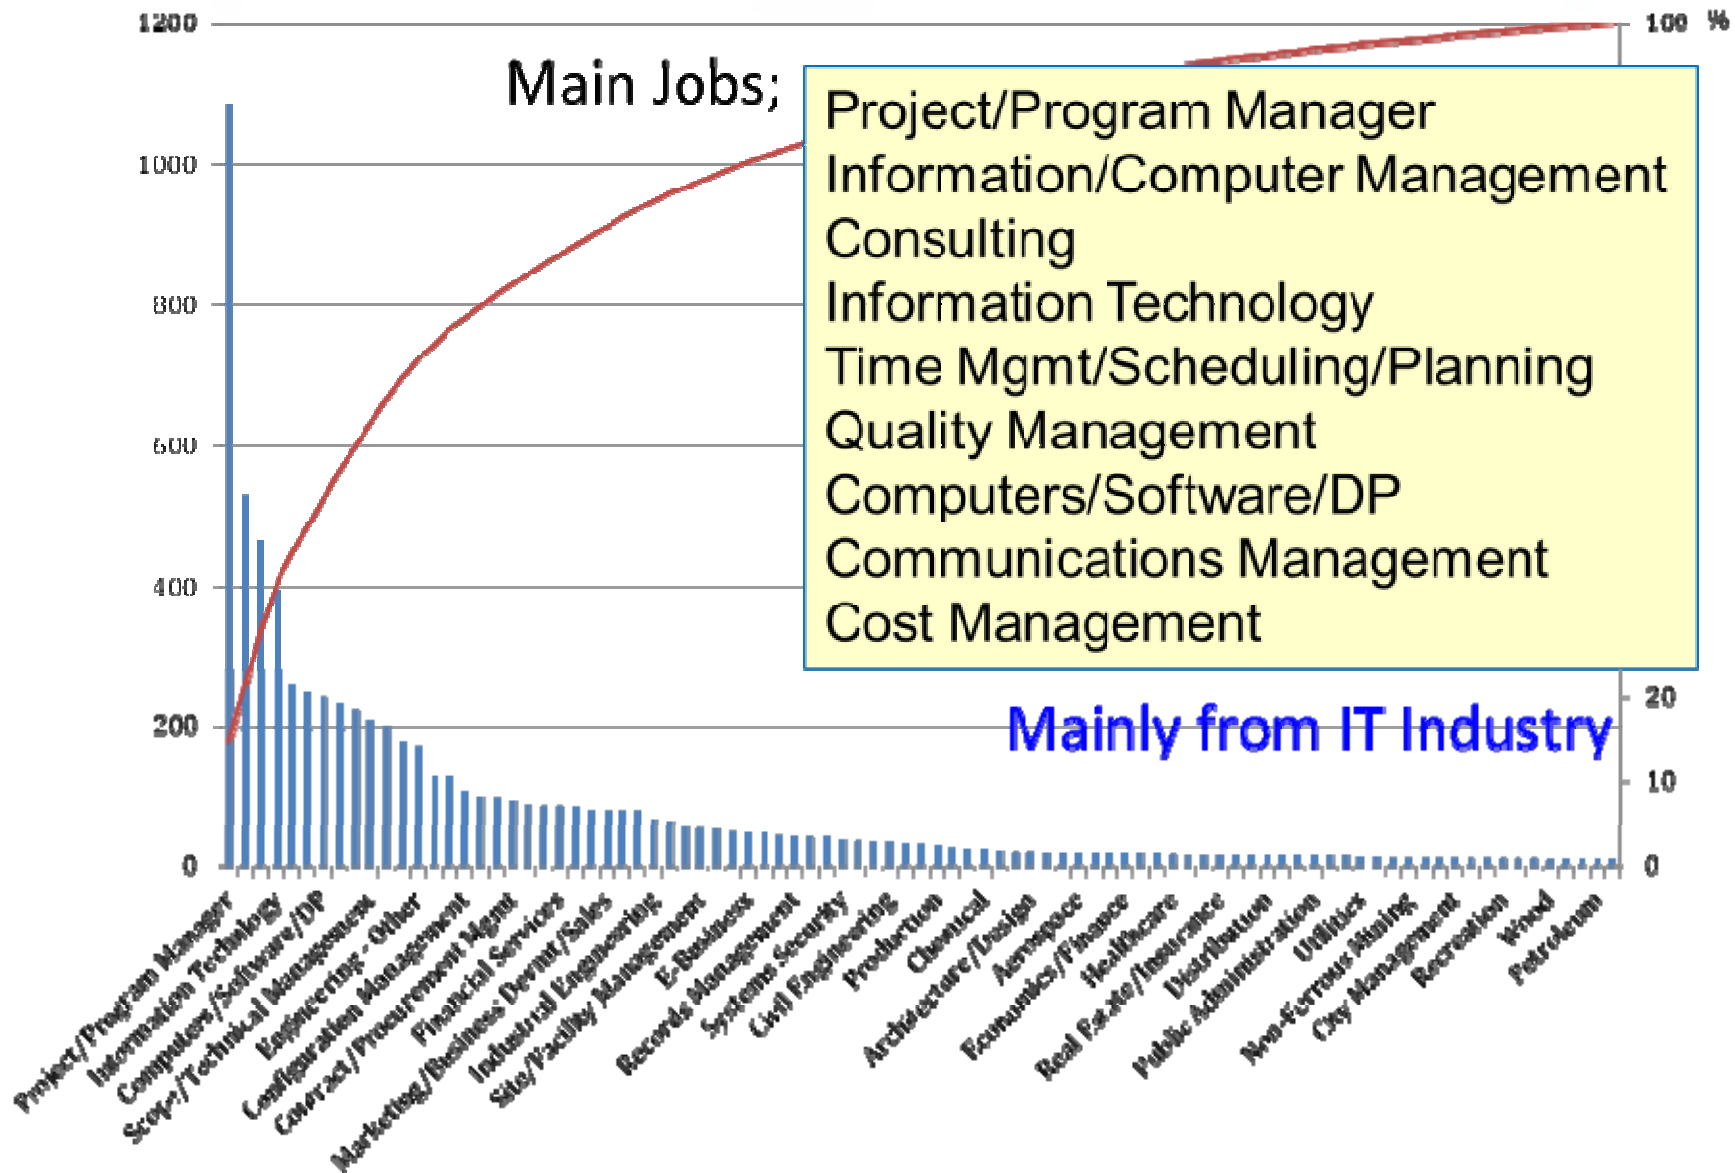 1200
100 %
Main Jobs;
Project/Program Manager
Information/Computer Management
Consulting
Information Technology
Time Mgmt/Scheduling/Planning
Quality Management
Computers/Software/DP
Communications Management
Cost Management
1000
800
600
400
200
0
20
10
0
Mainly from IT Industry
Project/Program Manager
Information Technology
Computers/Software/DP
Scope/Technical Management
Engineering - Other
Configuration Management
Contract/Procurement Mgmt
Financial Services
Marketing/Business Devmt/Sales
Industrial Engineering
Site/Facility Management
E-Business
Records Management
Systems Security
Civil Engineering
Production
Chemical
Architecture/Design
Aerospace
Economics/Finance
Healthcare
Real Estate/Insurance
Distribution
Public Administration
Utilities
Non-Ferrous Mining
City Management
Recreation
Wood
Petroleum